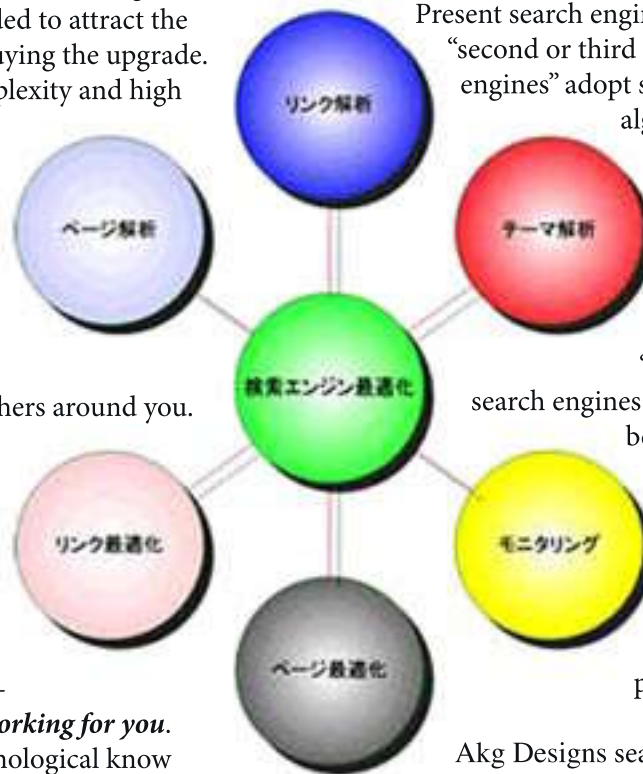 ded to attract the
uying the upgrade.
plexity and high
Present search engin
“second or third
engines” adopt s
alg
リンク解析
ページ解析
テーマ解析
検索エンジン最適化
hers around you.
search engines
be
リンク最適化
モニタリング
ページ最適化
orking for you.
nological know
p
Akg Designs sea